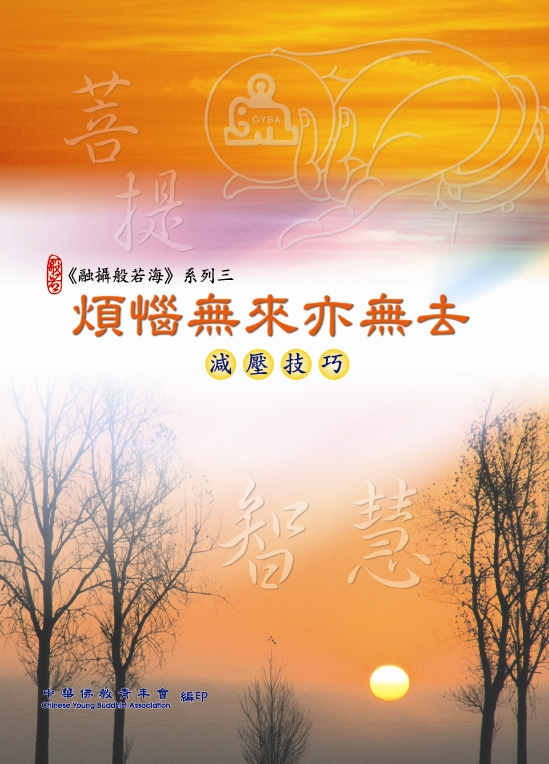 菩提
CYBA
般若
《融攝般若海》系列三
煩惱無來亦無去
減壓技巧
智慧
中華佛教青年會 編印
Chinese Young Buddhist Association